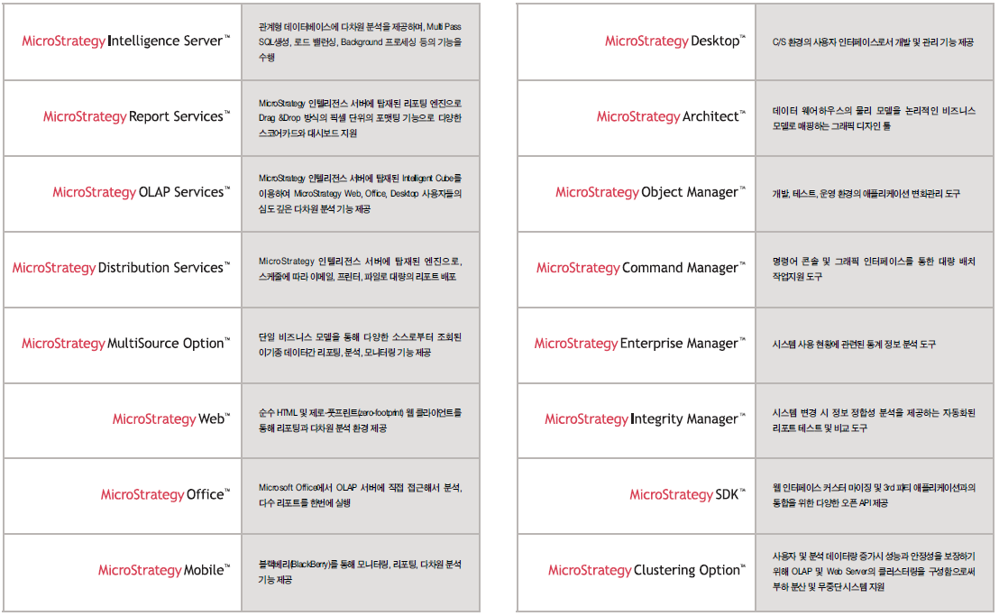 MicroStrategy Intelligence Server™
관계형 데이터베이스에 다차원 분석을 제공하며, Multi Pass
SQL생성, 로드 밸런싱, Background 프로세싱 등의 기능을
수행
MicroStrategy Report Services™
MicroStrategy 인텔리전스 서버에 탑재된 리포팅 엔진으로
Drag &Drop 방식의 픽셀 단위의 포맷팅 기능으로 다양한
스코어카드와 대시보드 지원
MicroStrategy OLAP Services™
MicroStrategy 인텔리전스 서버에 탑재된 Intelligent Cube를
이용하여 MicroStrategy Web, Office, Desktop 사용자들의
심도 깊은 다차원 분석 기능 제공
MicroStrategy Distribution Services™
MicroStrategy 인텔리전스 서버에 탑재된 엔진으로,
스케줄에 따라 이메일, 프린터, 파일로 대량의 리포트 배포
MicroStrategy MultiSource Option™
단일 비즈니스 모델을 통해 다양한 소스로부터 조회된
이기종 데이터간 리포팅, 분석, 모니터링 기능 제공
MicroStrategy Web™
순수 HTML 및 제로-풋프린트(zero-footprint) 웹 클라이언트를
통해 리포팅과 다차원 분석 환경 제공
MicroStrategy Office™
Microsoft Office에서 OLAP 서버에 직접 접근해서 분석,
다수 리포트를 한번에 실행
MicroStrategy Mobile™
블랙베리(BlackBerry)를 통해 모니터링, 리포팅, 다차원 분석
기능 제공
MicroStrategy Desktop™
C/S 환경의 사용자 인터페이스로서 개발 및 관리 기능 제공
MicroStrategy Architect™
데이터 웨어하우스의 물리 모델을 논리적인 비즈니스
모델로 매핑하는 그래픽 디자인 툴
MicroStrategy Object Manager™
개발, 테스트, 운영 환경의 애플리케이션 변화관리 도구
MicroStrategy Command Manager™
명령어 콘솔 및 그래픽 인터페이스를 통한 대량 배치
작업지원 도구
MicroStrategy Enterprise Manager™
시스템 사용 현황에 관련된 통계 정보 분석 도구
MicroStrategy Integrity Manager™
시스템 변경 시 정보 정합성 분석을 제공하는 자동화된
리포트 테스트 및 비교 도구
MicroStrategy SDK™
웹 인터페이스 커스터 마이징 및 3rd 파티 애플리케이션과의
통합을 위한 다양한 오픈 API 제공
MicroStrategy Clustering Option™
사용자 및 분석 데이터량 증가시 성능과 안정성을 보장하기
위해 OLAP 및 Web Server의 클러스터링을 구성함으로써
부하 분산 및 무중단 시스템 지원